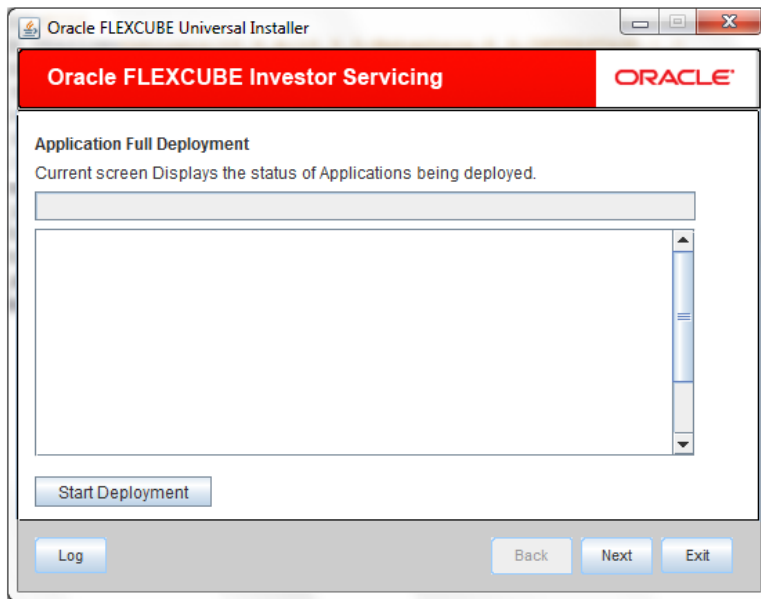 Oracle FLEXCUBE Universal Installer
Oracle FLEXCUBE Investor Servicing
ORACLE
Application Full Deployment
Current screen Displays the status of Applications being deployed.
Start Deployment
Log
Back
Next
Exit